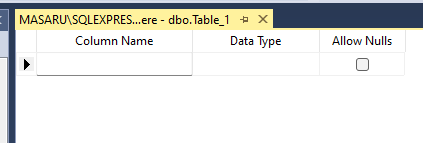 MASARU\SQLEXPRES...ere - dbo.Table_1
Column Name Data Type Allow Nulls